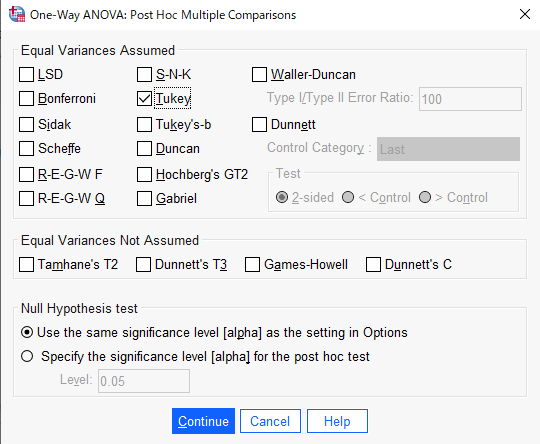 One-Way ANOVA: Post Hoc Multiple Comparisons
Equal Variances Assumed
LSD S-N-K Waller-Duncan
Bonferroni Tukey Type I/Type II Error Ratio: 100
Sidak Tukey's-b Dunnett
Scheffe Duncan Control Category : Last
R-E-G-W F Hochberg's GT2 Test
R-E-G-W Q Gabriel 2-sided < Control > Control
Equal Variances Not Assumed
Tamhane's T2 Dunnett's T3 Games-Howell Dunnett's C
Null Hypothesis test
Use the same significance level [alpha] as the setting in Options
Specify the significance level [alpha] for the post hoc test
Level: 0.05
Continue Cancel Help